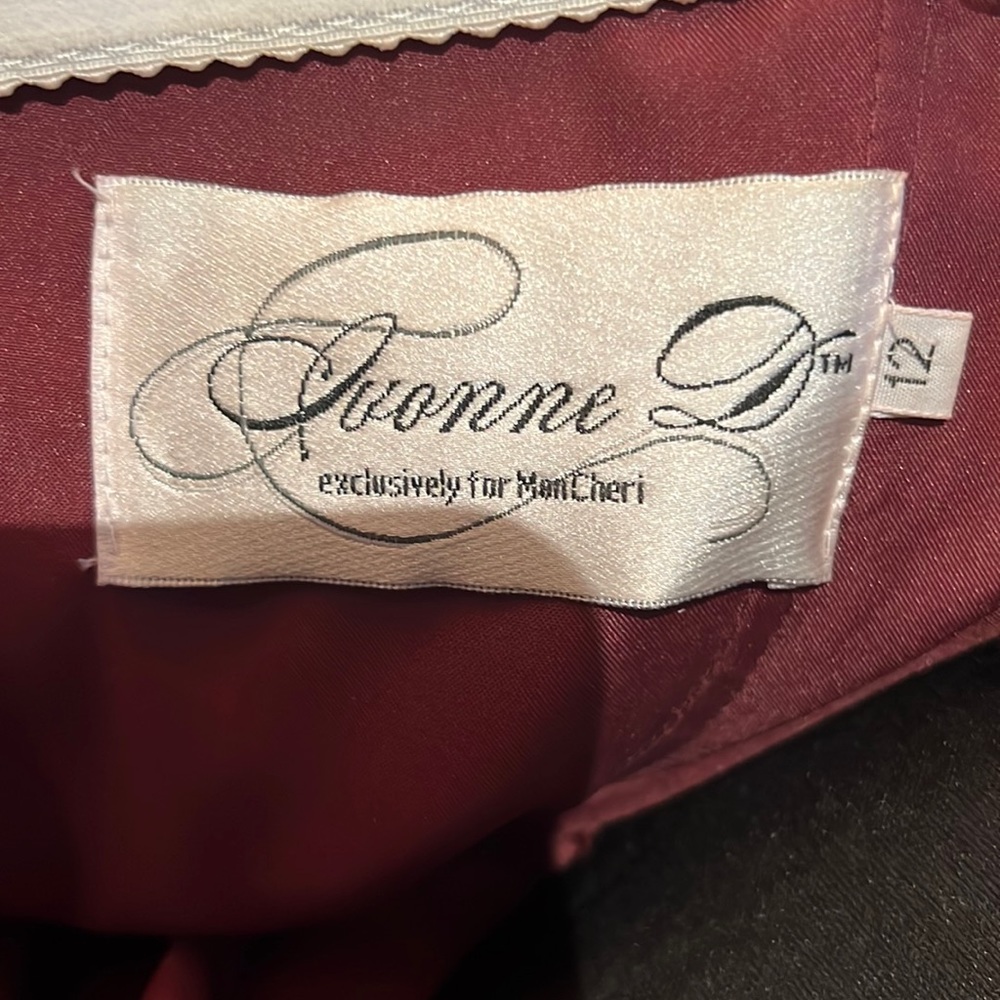 Yvonne D™
exclusively for MonCheri
12